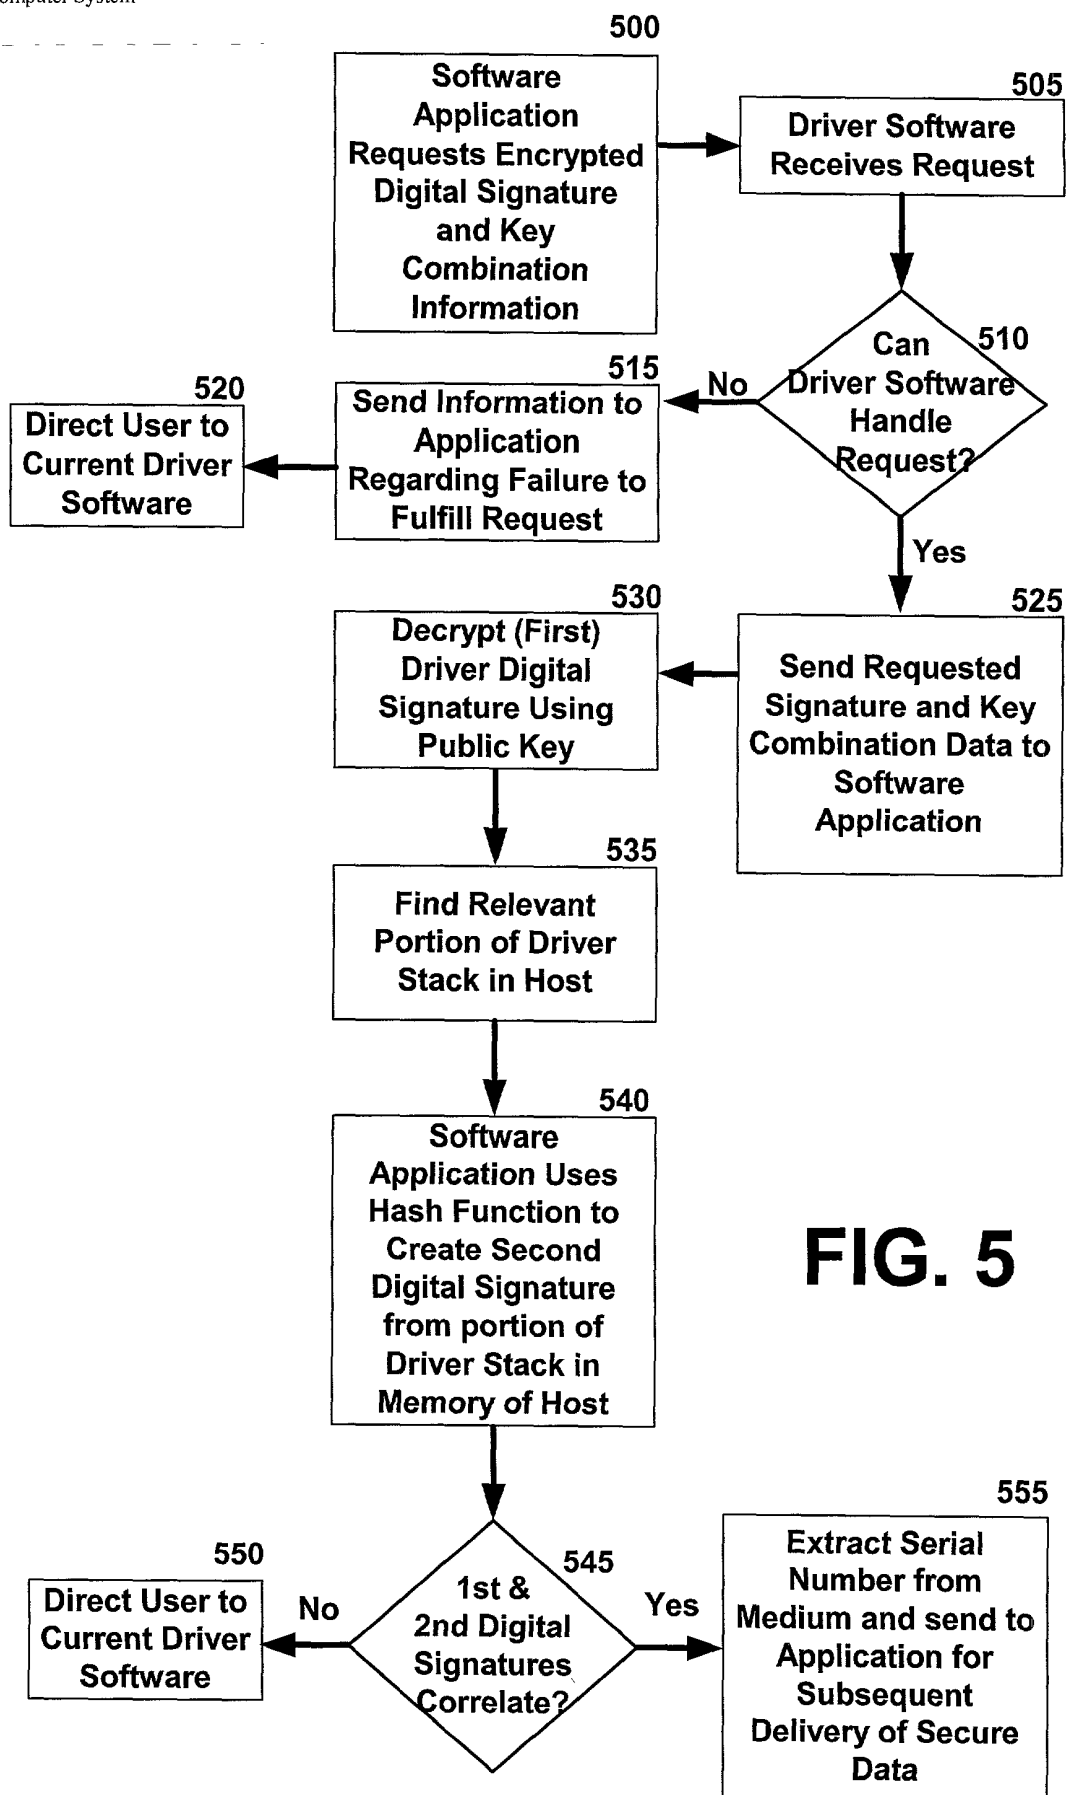 Computer System
500
Software
Application
Requests Encrypted
Digital Signature
and Key
Combination
Information
505
Driver Software
Receives Request
510
Can
Driver Software
Handle
Request?
No
Yes
515
Send Information to
Application
Regarding Failure to
Fulfill Request
520
Direct User to
Current Driver
Software
525
Send Requested
Signature and Key
Combination Data to
Software
Application
530
Decrypt (First)
Driver Digital
Signature Using
Public Key
535
Find Relevant
Portion of Driver
Stack in Host
540
Software
Application Uses
Hash Function to
Create Second
Digital Signature
from portion of
Driver Stack in
Memory of Host
FIG. 5
545
1st &
2nd Digital
Signatures
Correlate?
No
Yes
550
Direct User to
Current Driver
Software
555
Extract Serial
Number from
Medium and send to
Application for
Subsequent
Delivery of Secure
Data